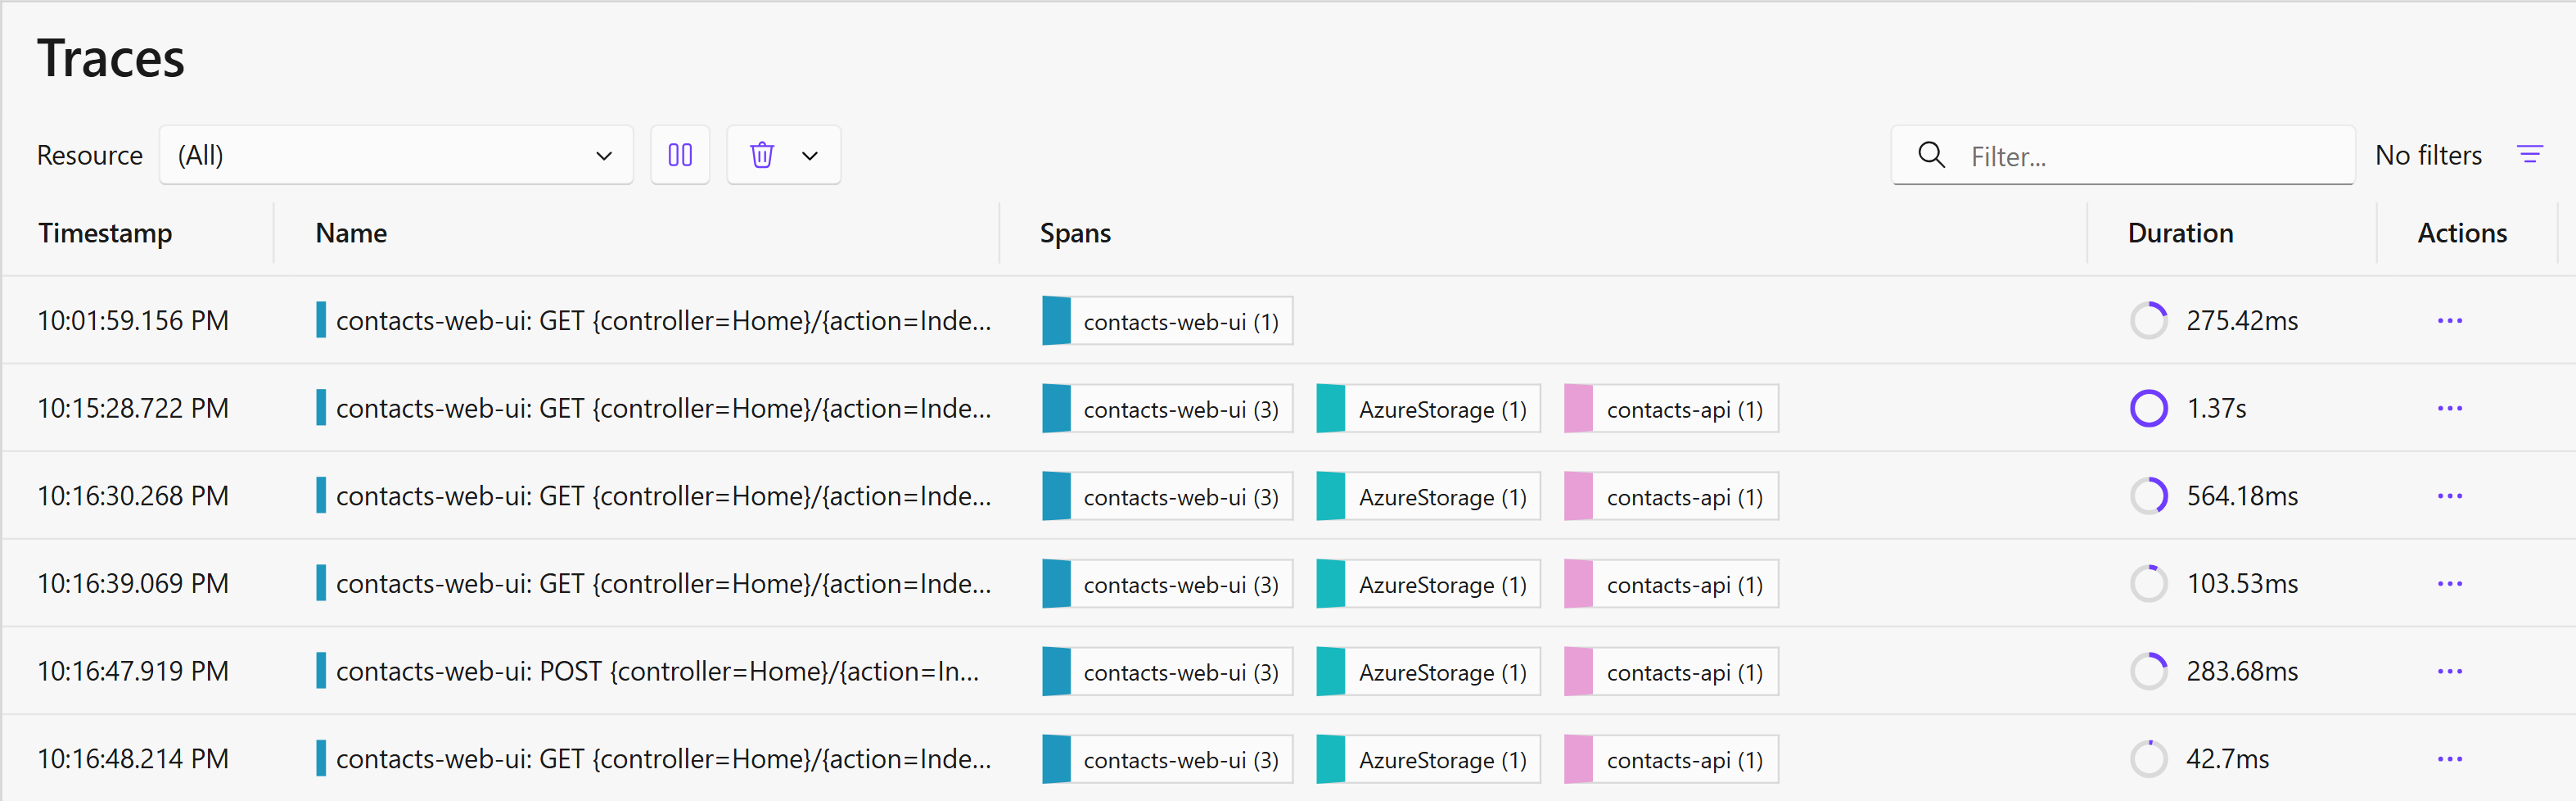 Traces
Resource (All) Filter... No filters
Timestamp Name Spans Duration Actions
10:01:59.156 PM contacts-web-ui: GET {controller=Home}/{action=Inde... contacts-web-ui (1) 275.42ms
10:15:28.722 PM contacts-web-ui: GET {controller=Home}/{action=Inde... contacts-web-ui (3) AzureStorage (1) contacts-api (1) 1.37s
10:16:30.268 PM contacts-web-ui: GET {controller=Home}/{action=Inde... contacts-web-ui (3) AzureStorage (1) contacts-api (1) 564.18ms
10:16:39.069 PM contacts-web-ui: GET {controller=Home}/{action=Inde... contacts-web-ui (3) AzureStorage (1) contacts-api (1) 103.53ms
10:16:47.919 PM contacts-web-ui: POST {controller=Home}/{action=In... contacts-web-ui (3) AzureStorage (1) contacts-api (1) 283.68ms
10:16:48.214 PM contacts-web-ui: GET {controller=Home}/{action=Inde... contacts-web-ui (3) AzureStorage (1) contacts-api (1) 42.7ms